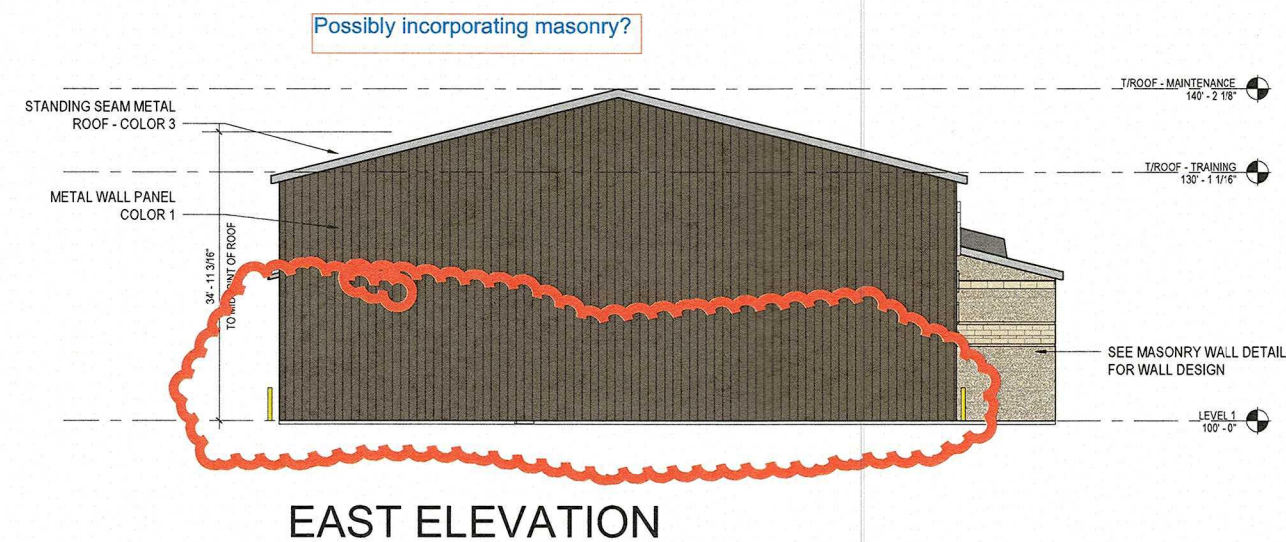 Possibly incorporating masonry?
T/ROOF - MAINTENANCE
140' - 2 1/8"
STANDING SEAM METAL
ROOF - COLOR 3
T/ROOF - TRAINING
130' - 1 1/16"
METAL WALL PANEL
COLOR 1
34' - 11 3/16"
TO MIDPOINT OF ROOF
SEE MASONRY WALL DETAIL
FOR WALL DESIGN
LEVEL 1
100' - 0"
EAST ELEVATION